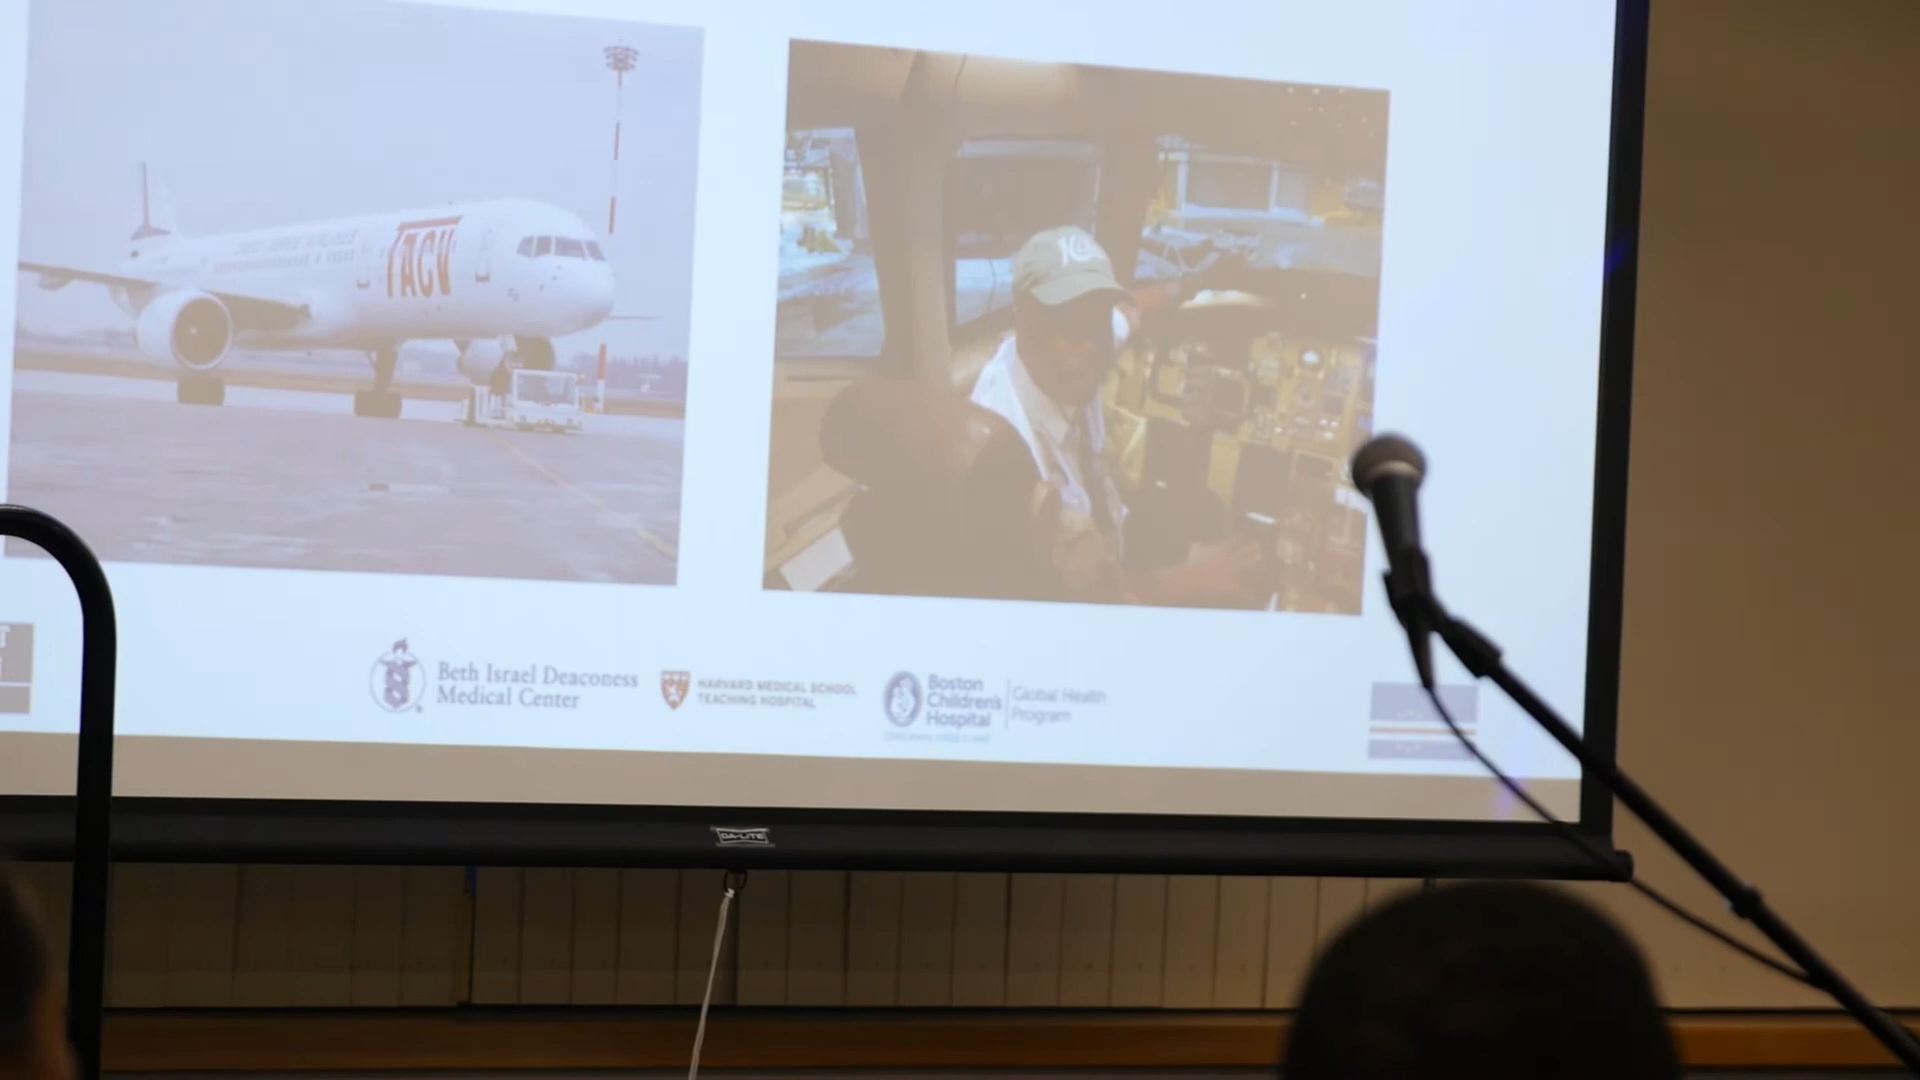 TACV
Beth Israel Deaconess
Medical Center
HARVARD MEDICAL SCHOOL
TEACHING HOSPITAL
Boston
Children's
Hospital
Global Health
Program
DA-LITE